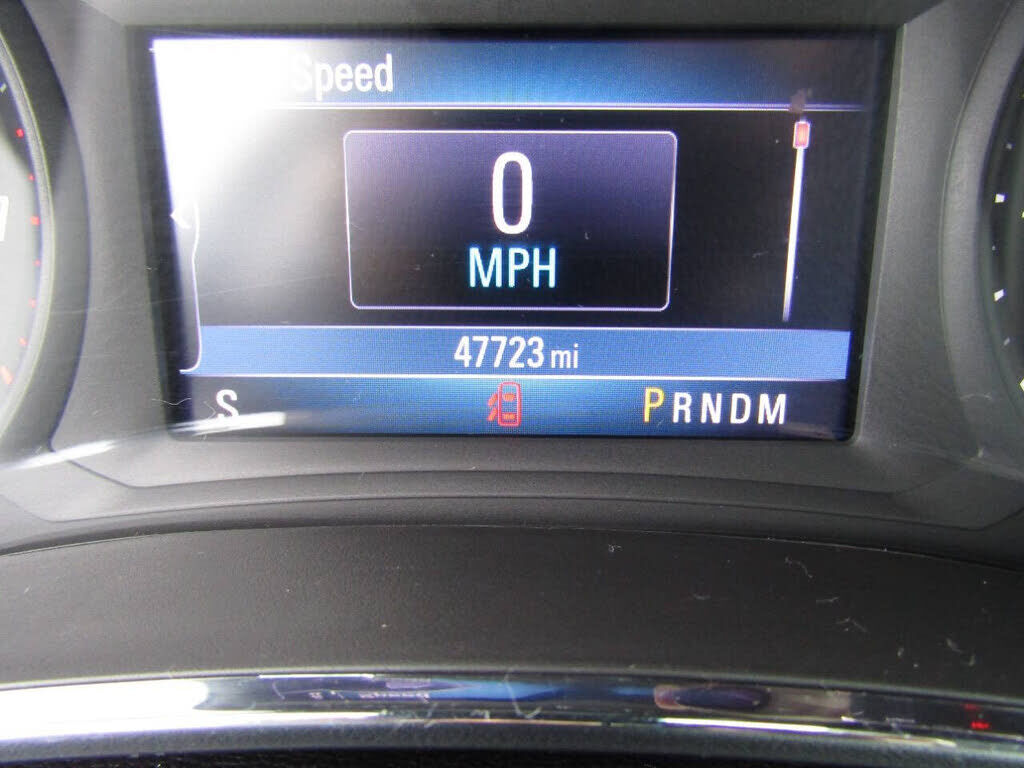 Speed
0
MPH
47723 mi
S PRNDM